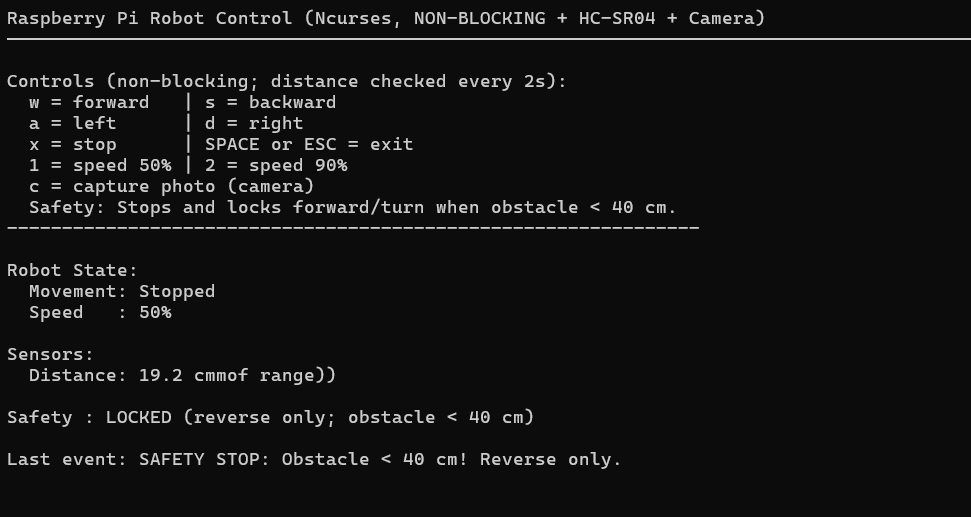 Raspberry Pi Robot Control (Ncurses, NON-BLOCKING + HC-SR04 + Camera)
Controls (non-blocking; distance checked every 2s):
w = forward   | s = backward
a = left      | d = right
x = stop      | SPACE or ESC = exit
1 = speed 50% | 2 = speed 90%
c = capture photo (camera)
Safety: Stops and locks forward/turn when obstacle < 40 cm.
---------------------------------------------------------------
Robot State:
Movement: Stopped
Speed   : 50%
Sensors:
Distance: 19.2 cmmof range))
Safety : LOCKED (reverse only; obstacle < 40 cm)
Last event: SAFETY STOP: Obstacle < 40 cm! Reverse only.